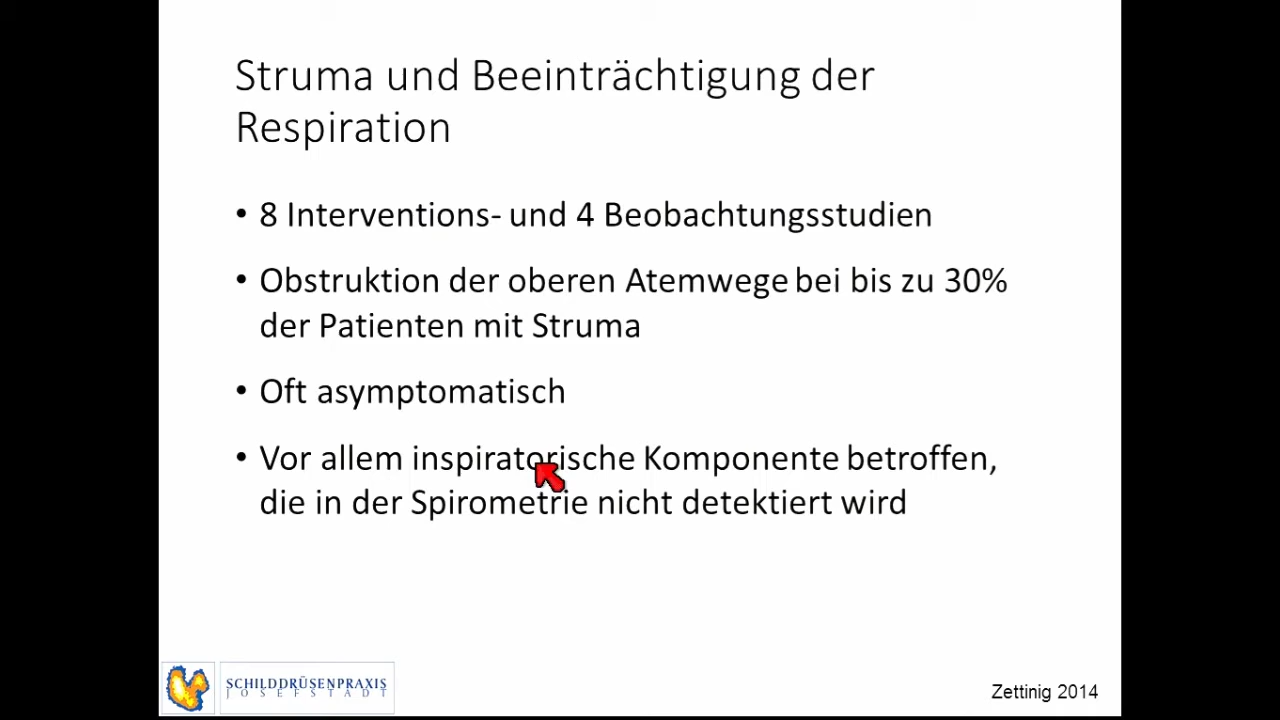 Struma und Beeinträchtigung der
Respiration
• 8 Interventions- und 4 Beobachtungsstudien
• Obstruktion der oberen Atemwege bei bis zu 30%
der Patienten mit Struma
• Oft asymptomatisch
• Vor allem inspiratorische Komponente betroffen,
die in der Spirometrie nicht detektiert wird
SCHILDDRÜSENPRAXIS
JOSEFSTADT
Zettinig 2014